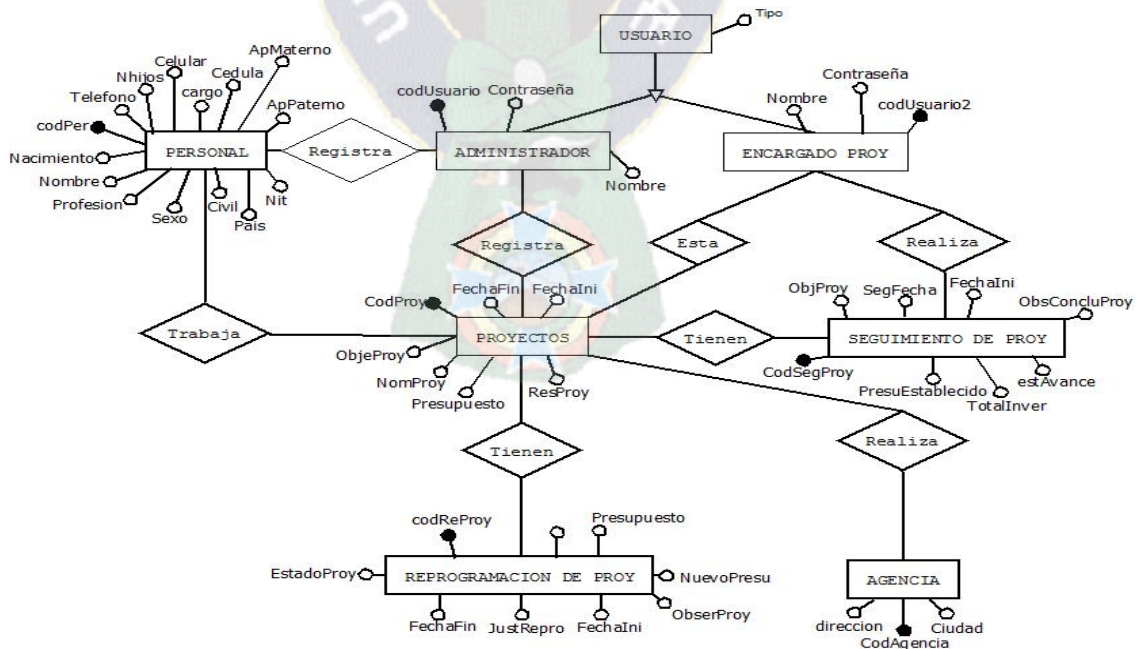 Tipo
USUARIO
ApMaterno
Celular
Nhijos
Cedula
cargo
Telefono
ApPaterno
codPer
Nacimiento
PERSONAL
Nombre
Profesion
Sexo
Civil
Pais
Nit
Registra
codUsuario
Contraseña
ADMINISTRADOR
Nombre
Contraseña
Nombre
codUsuario2
ENCARGADO PROY
Registra
Esta
Realiza
Trabaja
CodProy
FechaFin
FechaIni
PROYECTOS
ObjeProy
NomProy
Presupuesto
ResProy
Tienen
ObjProy
SegFecha
FechaIni
ObsConcluProy
SEGUIMIENTO DE PROY
CodSegProy
PresuEstablecido
TotalInver
estAvance
Tienen
Realiza
codReProy
Presupuesto
EstadoProy
REPROGRAMACION DE PROY
NuevoPresu
ObserProy
FechaFin
JustRepro
FechaIni
AGENCIA
direccion
CodAgencia
Ciudad